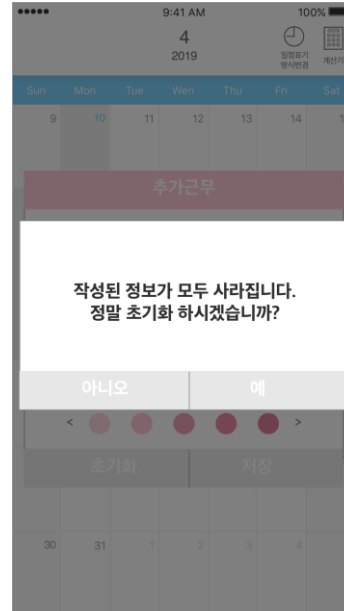 9:41 AM 100%
4
2019
일정표기
방식변경
계산기
Sun Mon Tue Wen Thu Fri Sat
9 10 11 12 13 14 1
추가근무
작성된 정보가 모두 사라집니다.
정말 초기화 하시겠습니까?
아니오 예
< >
초기화 저장
30 31 1 2 3 4